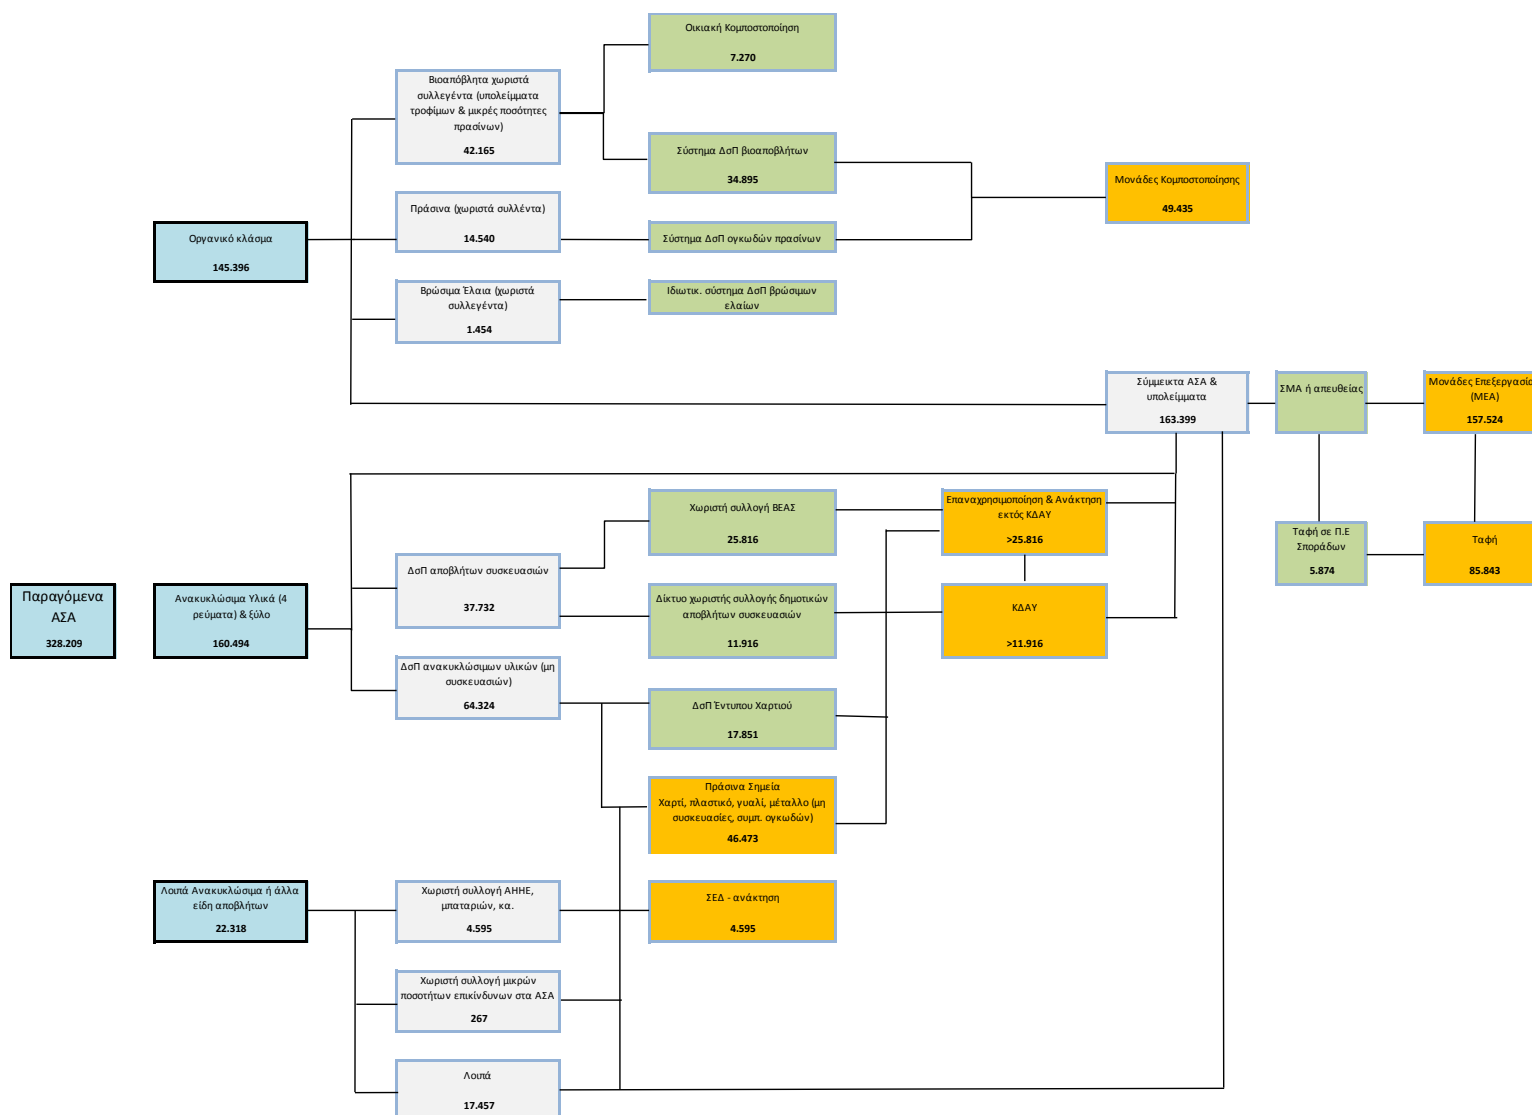 Οικιακή Κομποστοποίηση
7.270
Βιοαπόβλητα χωριστά
συλλεγέντα (υπολείμματα
τροφίμων & μικρές ποσότητες
πρασίνων)
42.165
Σύστημα ΔσΠ βιοαποβλήτων
34.895
Μονάδες Κομποστοποίησης
49.435
Πράσινα (χωριστά συλλέντα)
14.540
Σύστημα ΔσΠ ογκωδών πρασίνων
Οργανικό κλάσμα
145.396
Βρώσιμα Έλαια (χωριστά
συλλεγέντα)
1.454
Ιδιωτικ. σύστημα ΔσΠ βρώσιμων
ελαίων
Σύμμεικτα ΑΣΑ &
υπολείμματα
163.399
ΣΜΑ ή απευθείας
Μονάδες Επεξεργασία
(ΜΕΑ)
157.524
Χωριστή συλλογή ΒΕΑΣ
25.816
Επαναχρησιμοποίηση & Ανάκτηση
εκτός ΚΔΑΥ
>25.816
Ταφή σε Π.Ε
Σποράδων
5.874
Ταφή
85.843
ΔσΠ αποβλήτων συσκευασιών
37.732
Παραγόμενα
ΑΣΑ
328.209
Ανακυκλώσιμα Υλικά (4
ρεύματα) & ξύλο
160.494
Δίκτυο χωριστής συλλογής δημοτικών
αποβλήτων συσκευασιών
11.916
ΚΔΑΥ
>11.916
ΔσΠ ανακυκλώσιμων υλικών (μη
συσκευασιών)
64.324
ΔσΠ Έντυπου Χαρτιού
17.851
Πράσινα Σημεία
Χαρτί, πλαστικό, γυαλί, μέταλλο (μη
συσκευασίες, συμπ. ογκωδών)
46.473
Λοιπά Ανακυκλώσιμα ή άλλα
είδη αποβλήτων
22.318
Χωριστή συλλογή ΑΗΗΕ,
μπαταριών, κα.
4.595
ΣΕΔ - ανάκτηση
4.595
Χωριστή συλλογή μικρών
ποσοτήτων επικίνδυνων στα ΑΣΑ
267
Λοιπά
17.457